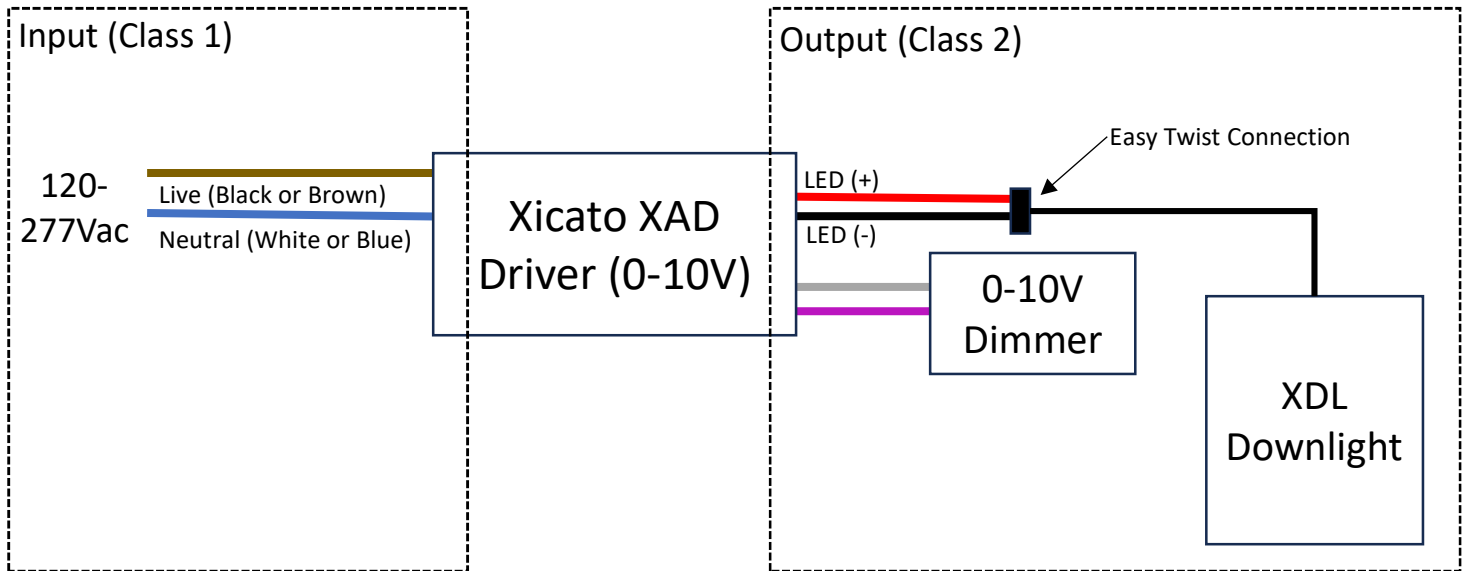 Input (Class 1)
Output (Class 2)
Easy Twist Connection
120-
277Vac
Live (Black or Brown)
Neutral (White or Blue)
Xicato XAD
Driver (0-10V)
LED (+)
LED (-)
0-10V
Dimmer
XDL
Downlight